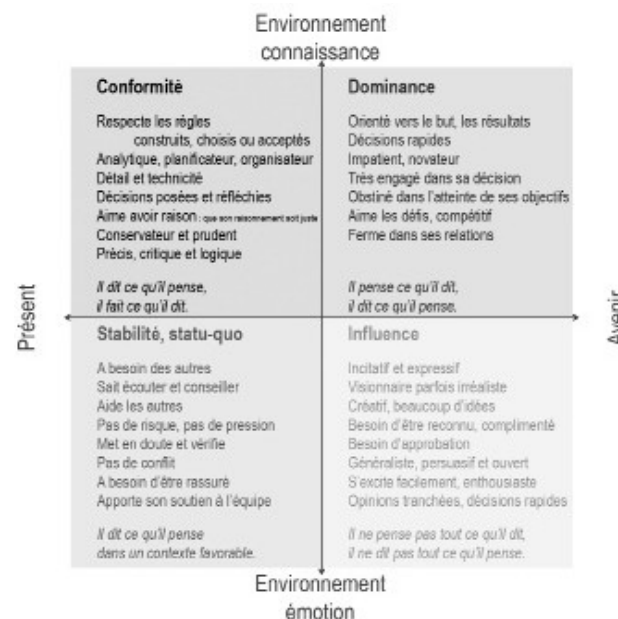 Environnement
connaissance
Conformité
Respecte les règles
construits, choisis ou acceptés
Analytique, planificateur, organisateur
Détail et technicité
Décisions posées et réfléchies
Aime avoir raison : que son raisonnement soit juste
Conservateur et prudent
Précis, critique et logique
Il dit ce qu'il pense,
il fait ce qu'il dit.
Dominance
Orienté vers le but, les résultats
Décisions rapides
Impatient, novateur
Très engagé dans sa décision
Obstiné dans l'atteinte de ses objectifs
Aime les défis, compétitif
Ferme dans ses relations
Il pense ce qu'il dit,
il dit ce qu'il pense.
Présent
Avenir
Stabilité, statu-quo
A besoin des autres
Sait écouter et conseiller
Aide les autres
Pas de risque, pas de pression
Met en doute et vérifie
Pas de conflit
A besoin d'être rassuré
Apporte son soutien à l'équipe
Il dit ce qu'il pense
dans un contexte favorable.
Influence
Incitatif et expressif
Visionnaire parfois irréaliste
Créatif, beaucoup d'idées
Besoin d'être reconnu, complimenté
Besoin d'approbation
Généraliste, persuasif et ouvert
S'excite facilement, enthousiaste
Opinions tranchées, décisions rapides
Il ne pense pas tout ce qu'il dit,
il ne dit pas tout ce qu'il pense.
Environnement
émotion